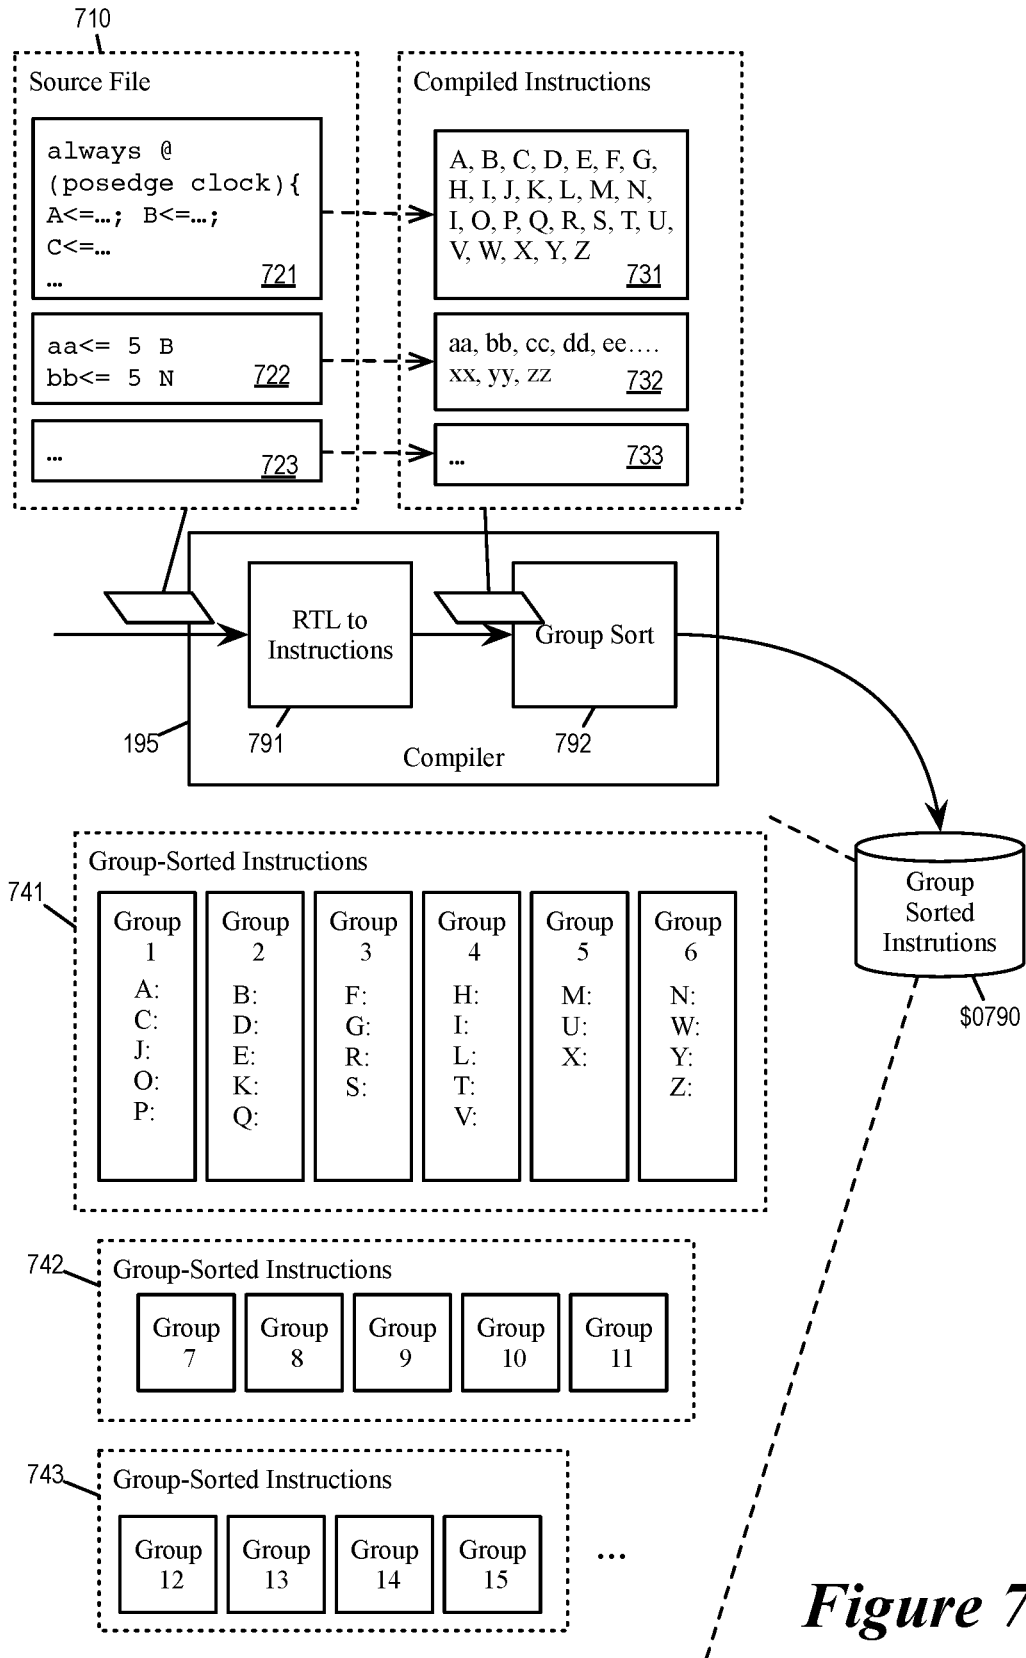 710
Source File
always @
(posedge clock){
A<=…; B<=…;
C<=…
…
721
aa<= 5 B
bb<= 5 N
722
…
723
Compiled Instructions
A, B, C, D, E, F, G,
H, I, J, K, L, M, N,
I, O, P, Q, R, S, T, U,
V, W, X, Y, Z
731
aa, bb, cc, dd, ee….
xx, yy, zz
732
…
733
RTL to
Instructions
Group Sort
195
791
792
Compiler
Group
Sorted
Instrutions
$0790
741
Group-Sorted Instructions
Group
1
A:
C:
J:
O:
P:
Group
2
B:
D:
E:
K:
Q:
Group
3
F:
G:
R:
S:
Group
4
H:
I:
L:
T:
V:
Group
5
M:
U:
X:
Group
6
N:
W:
Y:
Z:
742
Group-Sorted Instructions
Group
7
Group
8
Group
9
Group
10
Group
11
743
Group-Sorted Instructions
Group
12
Group
13
Group
14
Group
15
…
Figure 7